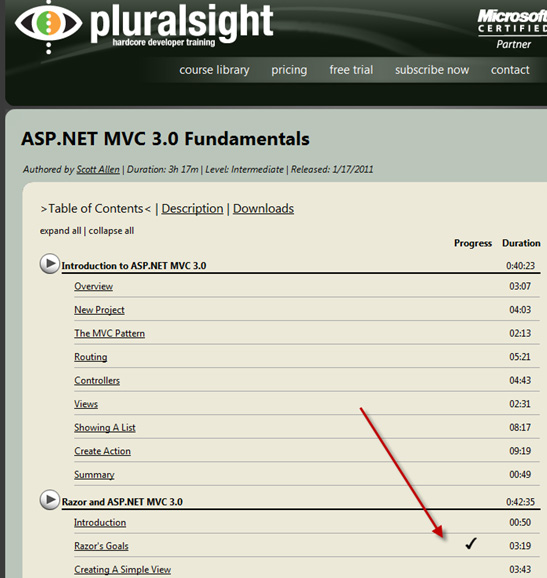 pluralsight
hardcore developer training
Microsoft
CERTIFIED
Partner
course library pricing free trial subscribe now contact
ASP.NET MVC 3.0 Fundamentals
Authored by Scott Allen | Duration: 3h 17m | Level: Intermediate | Released: 1/17/2011
>Table of Contents< | Description | Downloads
expand all | collapse all
Progress Duration
Introduction to ASP.NET MVC 3.0 0:40:23
Overview 03:07
New Project 04:03
The MVC Pattern 02:13
Routing 05:21
Controllers 04:43
Views 02:31
Showing A List 08:17
Create Action 09:19
Summary 00:49
Razor and ASP.NET MVC 3.0 0:42:35
Introduction 00:50
Razor's Goals ✓ 03:19
Creating A Simple View 03:43